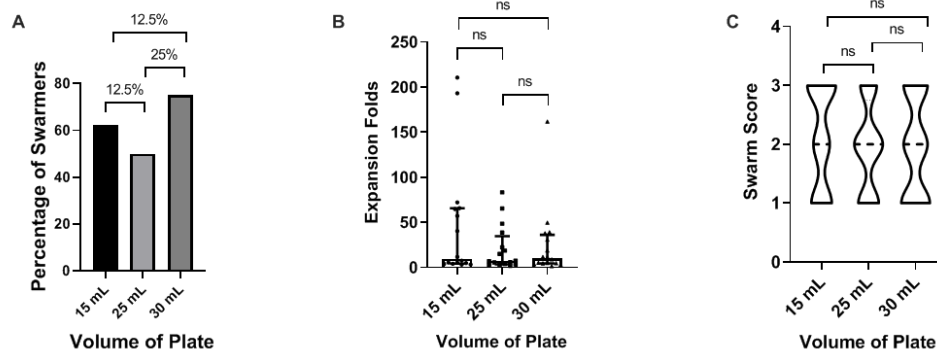 A
12.5%
25%
12.5%
80
60
40
20
0
Percentage of Swarmers
15 mL
25 mL
30 mL
Volume of Plate
B
ns
ns
ns
250
200
150
100
50
0
Expansion Folds
15 mL
25 mL
30 mL
Volume of Plate
C
ns
ns
ns
4
3
2
1
0
Swarm Score
15 mL
25 mL
30 mL
Volume of Plate